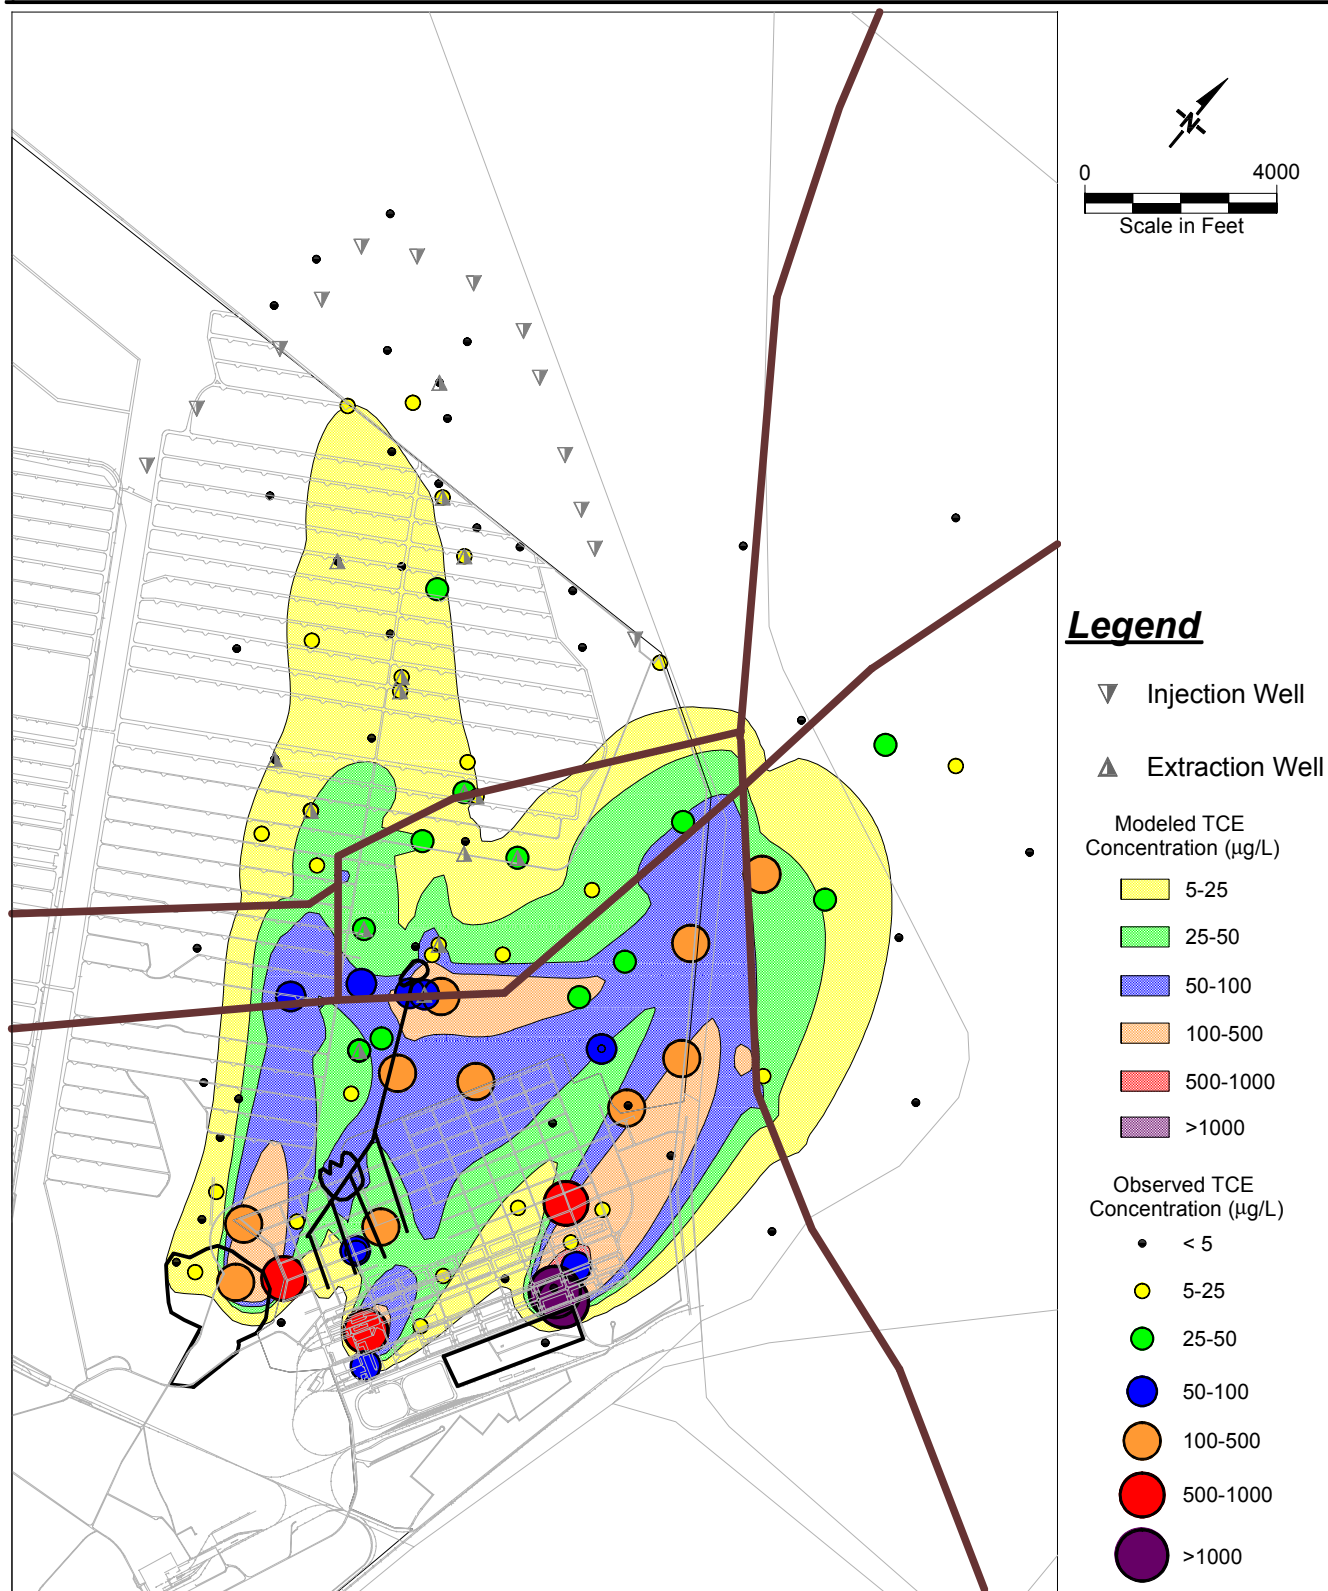 N
0 4000
Scale in Feet
Legend
Injection Well
Extraction Well
Modeled TCE
Concentration (µg/L)
5-25
25-50
50-100
100-500
500-1000
>1000
Observed TCE
Concentration (µg/L)
< 5
5-25
25-50
50-100
100-500
500-1000
>1000